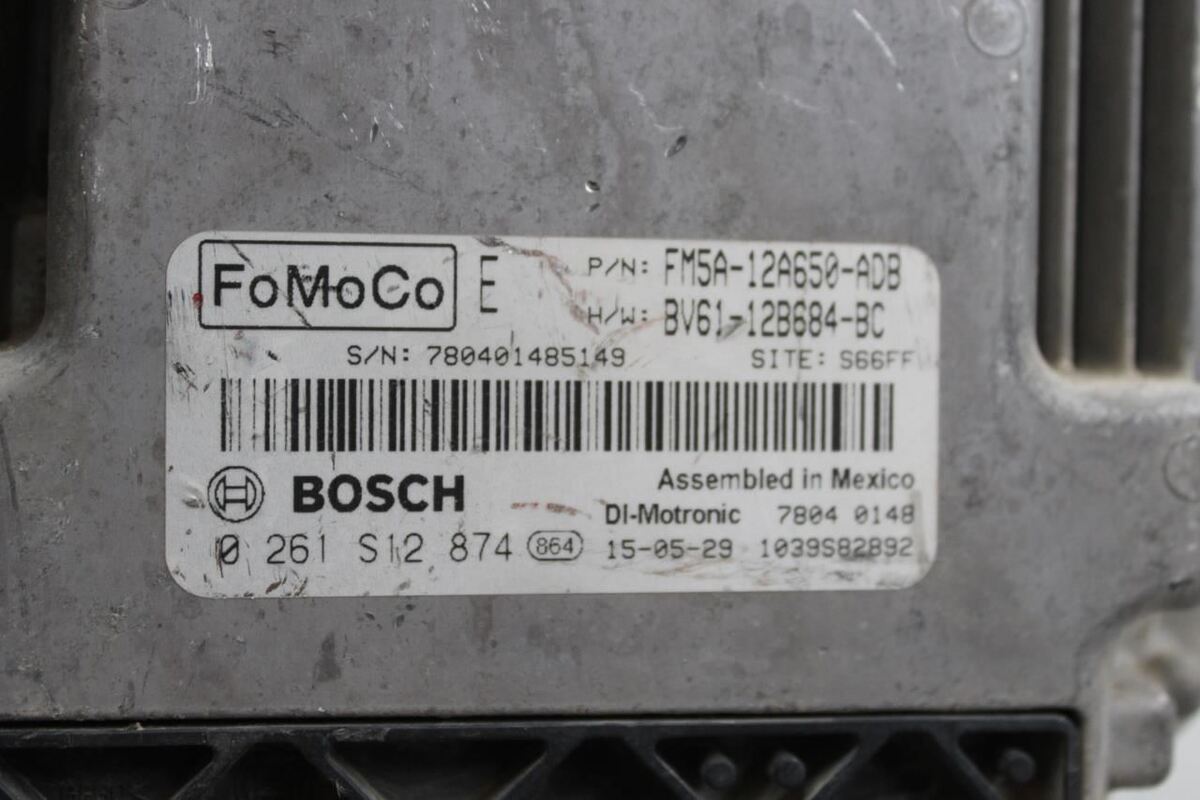 FoMoCo E P/N: FM5A-12A650-ADB
H/W: BV61-12B684-BC
S/N: 780401485149 SITE: S66FF
BOSCH Assembled in Mexico
DI-Motronic 7804 0148
0 261 S12 874 864 15-05-29 1039S82892